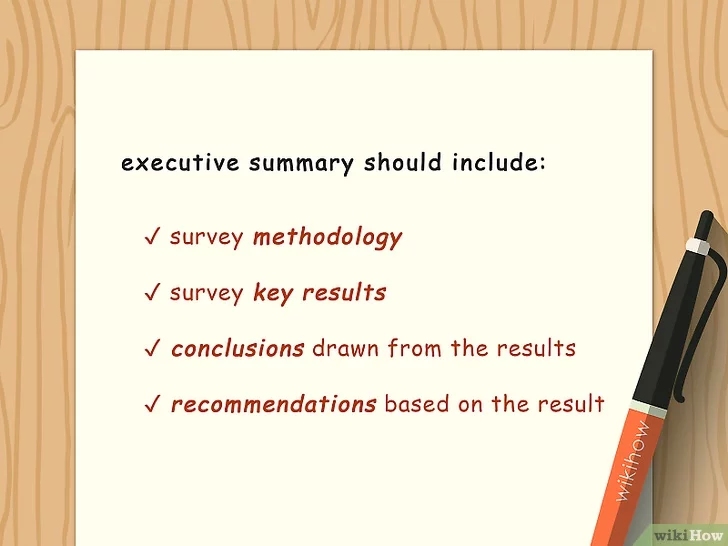 executive summary should include:
✓ survey methodology
✓ survey key results
✓ conclusions drawn from the results
✓ recommendations based on the result
wikihow
wikiHow